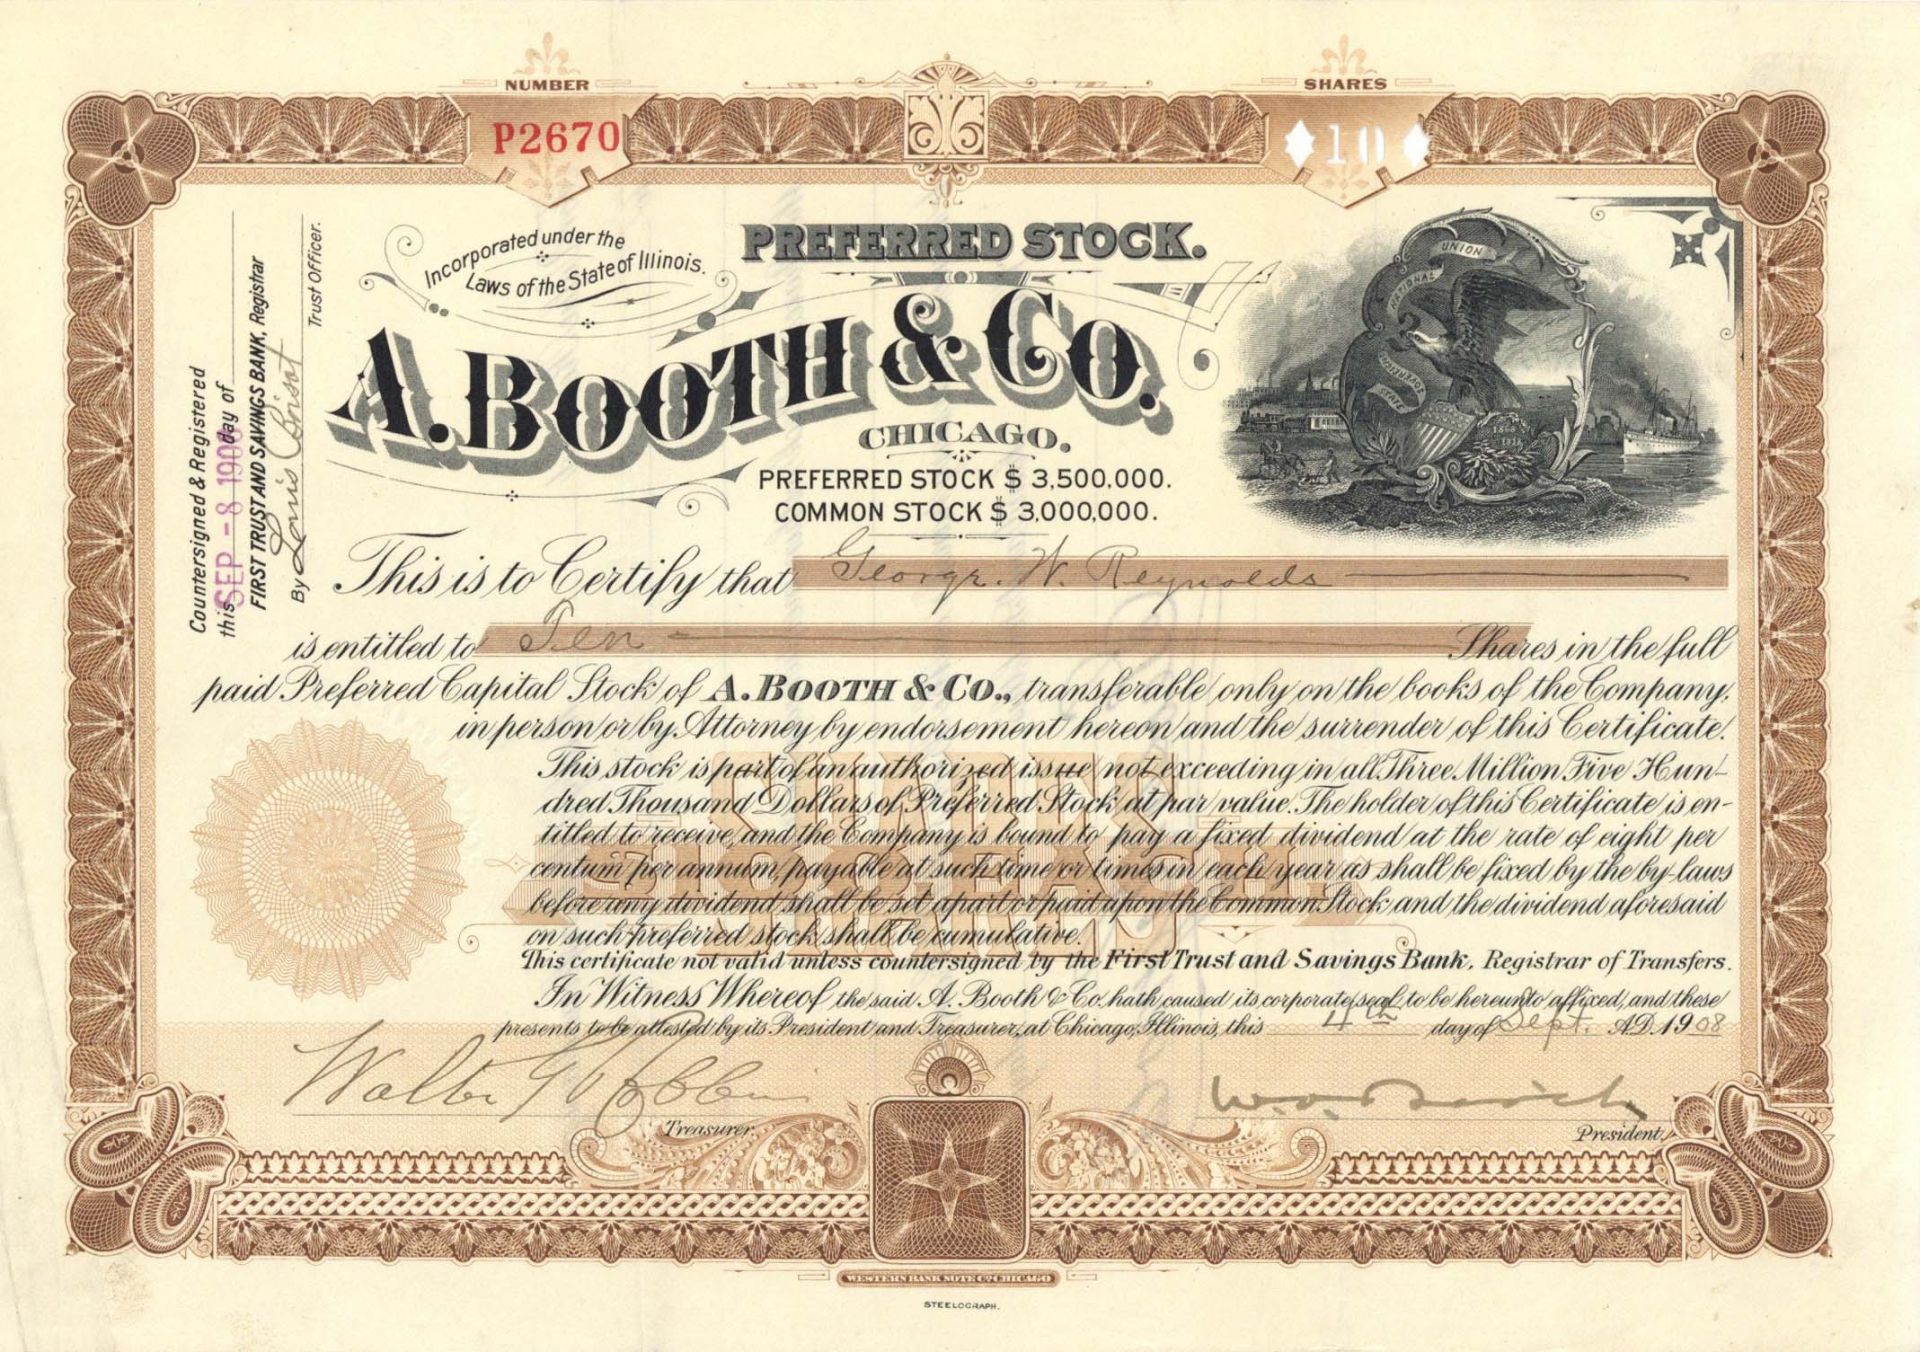 NUMBER
SHARES
P2670
10
Incorporated under the
Laws of the State of Illinois.
PREFERRED STOCK.
A. BOOTH & CO.
CHICAGO.
PREFERRED STOCK $ 3,500,000.
COMMON STOCK $ 3,000,000.
NATIONAL UNION
STATE SOVEREIGNTY
1868
1818
Countersigned & Registered
this SEP - 8 1908 day of
FIRST TRUST AND SAVINGS BANK, Registrar
By Louis
Trust Officer.
This is to Certify that George. W. Reynolds
is entitled to Ten Shares in the full
paid Preferred Capital Stock of A. BOOTH & CO., transferable only on the books of the Company,
in person or by Attorney by endorsement hereon and the surrender of this Certificate.
This stock is part of an authorized issue not exceeding in all Three Million Five Hun-
dred Thousand Dollars of Preferred Stock at par value. The holder of this Certificate is en-
titled to receive, and the Company is bound to pay a fixed dividend at the rate of eight per
centum per annum, payable at such time or times in each year as shall be fixed by the by-laws
before any dividend shall be set apart or paid upon the Common Stock and the dividend aforesaid
on such preferred stock shall be cumulative.
SHARES
$100. EACH
This certificate not valid unless countersigned by the First Trust and Savings Bank, Registrar of Transfers.
In Witness Whereof the said A. Booth & Co. hath caused its corporate seal to be hereunto affixed, and these
presents to be attested by its President and Treasurer, at Chicago, Illinois, this 4th day of Sept. A.D. 1908
Walter
W. O.
Treasurer.
President.
WESTERN BANK NOTE CO. CHICAGO
STEELOGRAPH.